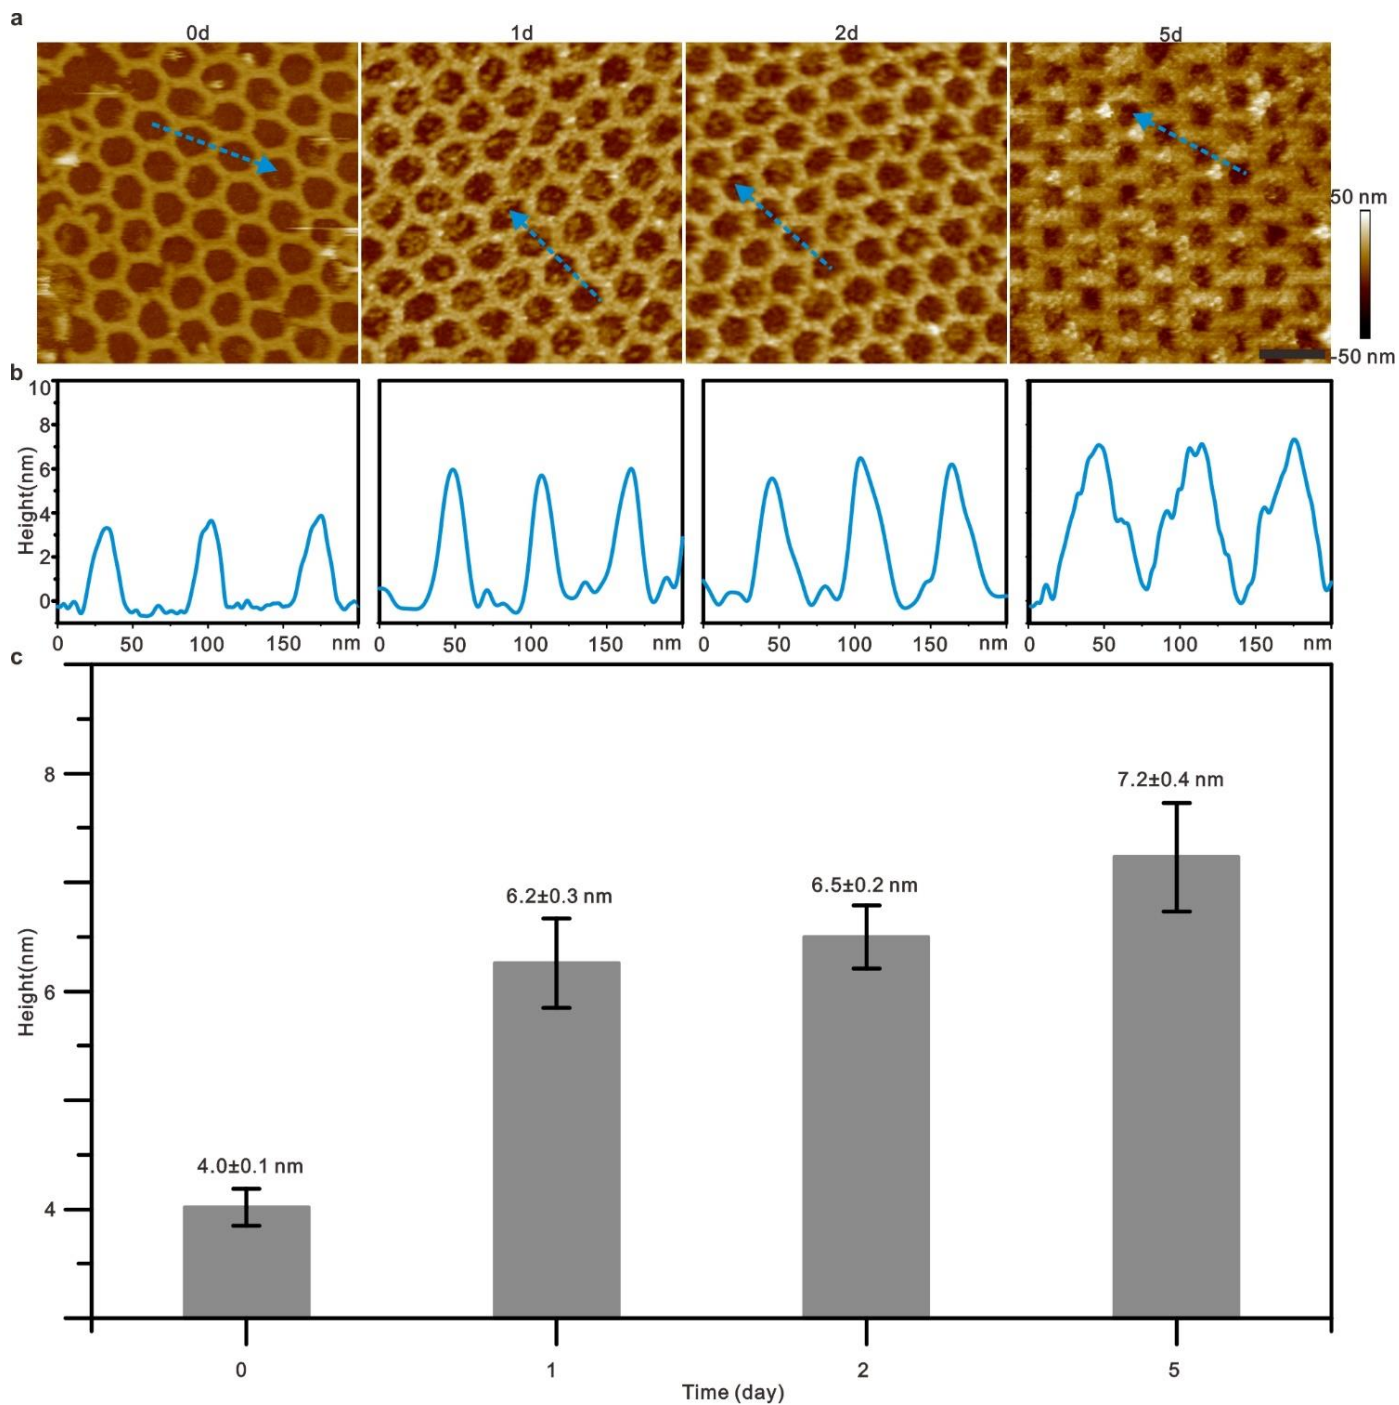 a
0d 1d 2d 5d
50 nm
-50 nm
b
10
8
6
4
2
0
Height(nm)
0 50 100 150 nm
0 50 100 150 nm
0 50 100 150 nm
0 50 100 150 nm
c
8
6
4
Height(nm)
4.0±0.1 nm
6.2±0.3 nm
6.5±0.2 nm
7.2±0.4 nm
0 1 2 5
Time (day)